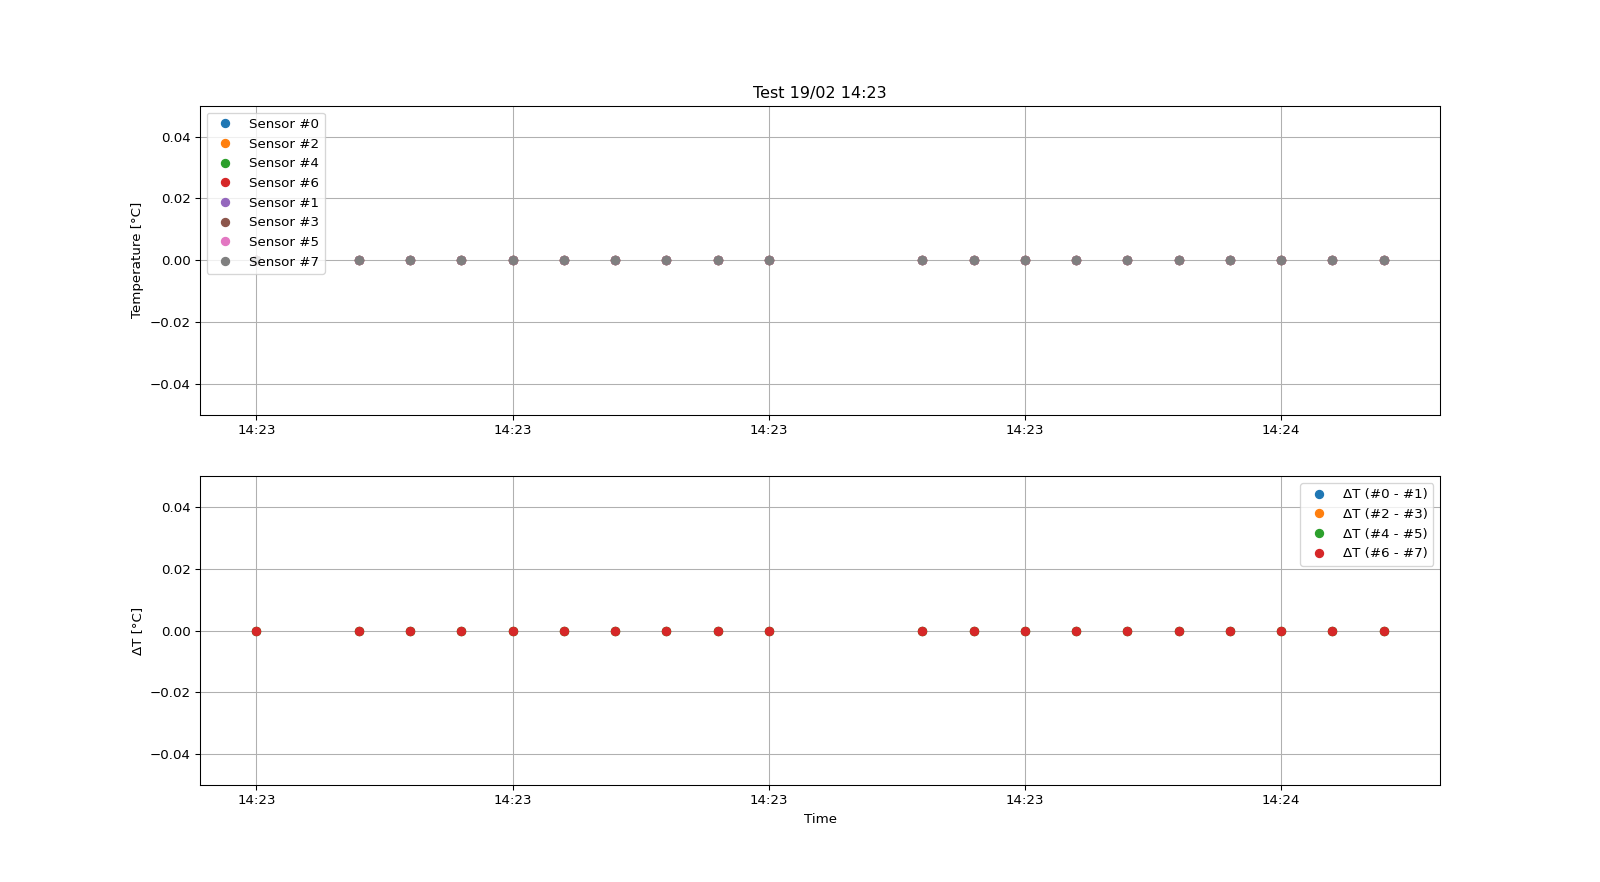 Test 19/02 14:23
Sensor #0
Sensor #2
Sensor #4
Sensor #6
Sensor #1
Sensor #3
Sensor #5
Sensor #7
Temperature [°C]
0.04
0.02
0.00
−0.02
−0.04
14:23 14:23 14:23 14:23 14:24
ΔT (#0 - #1)
ΔT (#2 - #3)
ΔT (#4 - #5)
ΔT (#6 - #7)
ΔT [°C]
0.04
0.02
0.00
−0.02
−0.04
14:23 14:23 14:23 14:23 14:24
Time